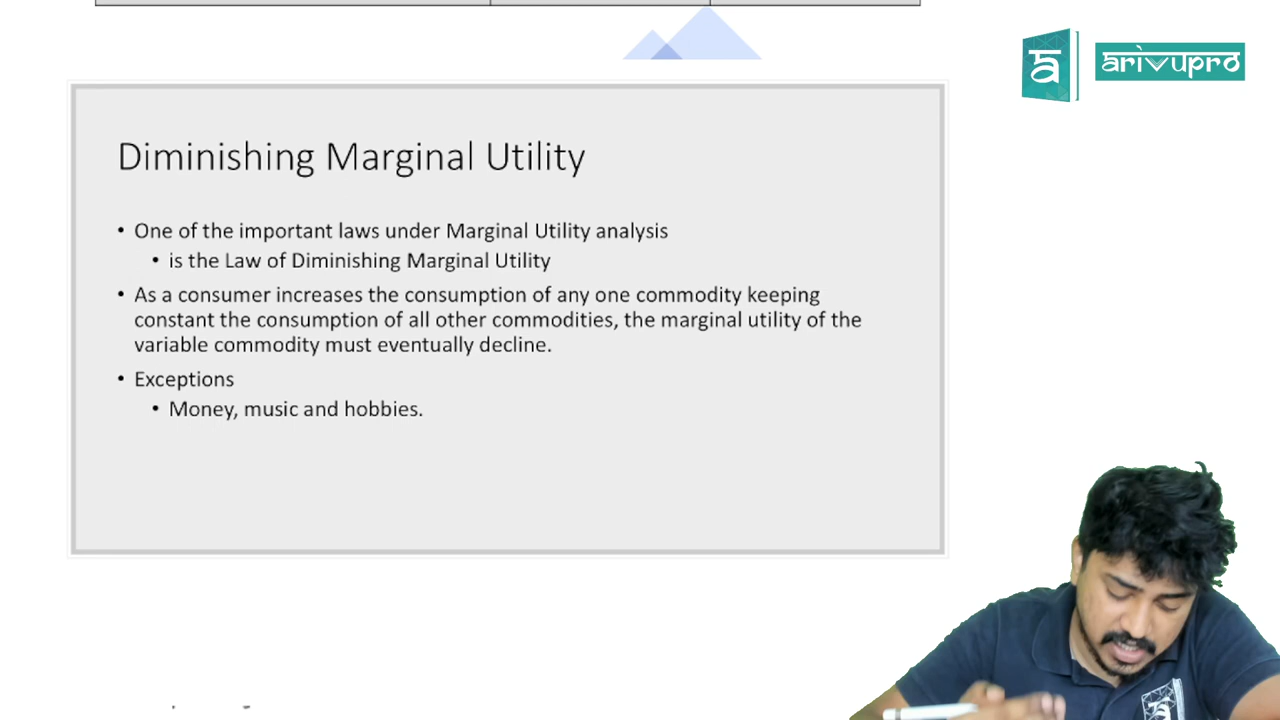 arivupro
Diminishing Marginal Utility
• One of the important laws under Marginal Utility analysis
• is the Law of Diminishing Marginal Utility
• As a consumer increases the consumption of any one commodity keeping
constant the consumption of all other commodities, the marginal utility of the
variable commodity must eventually decline.
• Exceptions
• Money, music and hobbies.